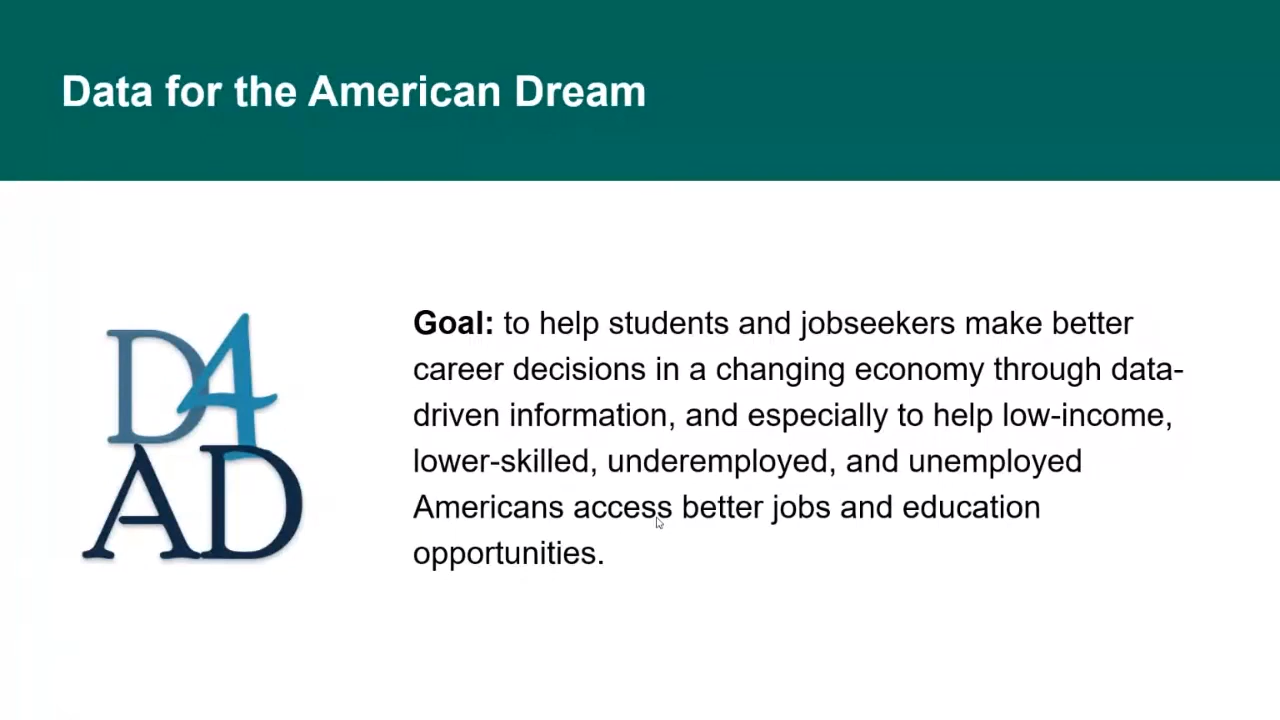 Data for the American Dream
D4
AD
Goal: to help students and jobseekers make better
career decisions in a changing economy through data-
driven information, and especially to help low-income,
lower-skilled, underemployed, and unemployed
Americans access better jobs and education
opportunities.